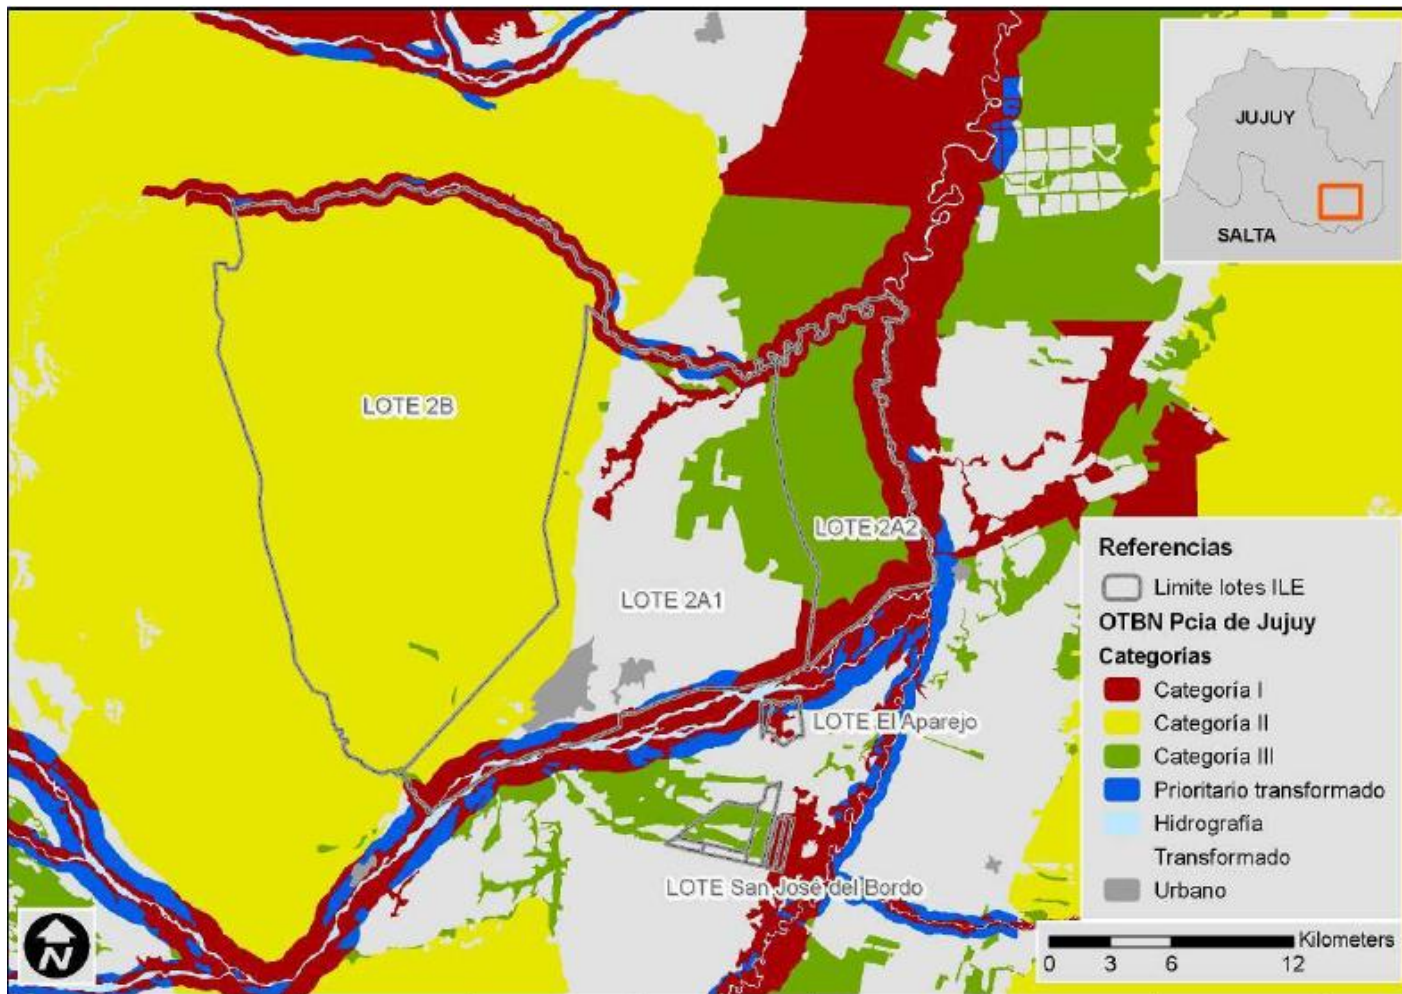 JUJUY
SALTA
LOTE 2B
LOTE 2A2
LOTE 2A1
LOTE El Aparejo
LOTE San José del Bordo
Referencias
Limite lotes ILE
OTBN Pcia de Jujuy
Categorías
Categoría I
Categoría II
Categoría III
Prioritario transformado
Hidrografía
Transformado
Urbano
N
Kilometers
0 3 6 12